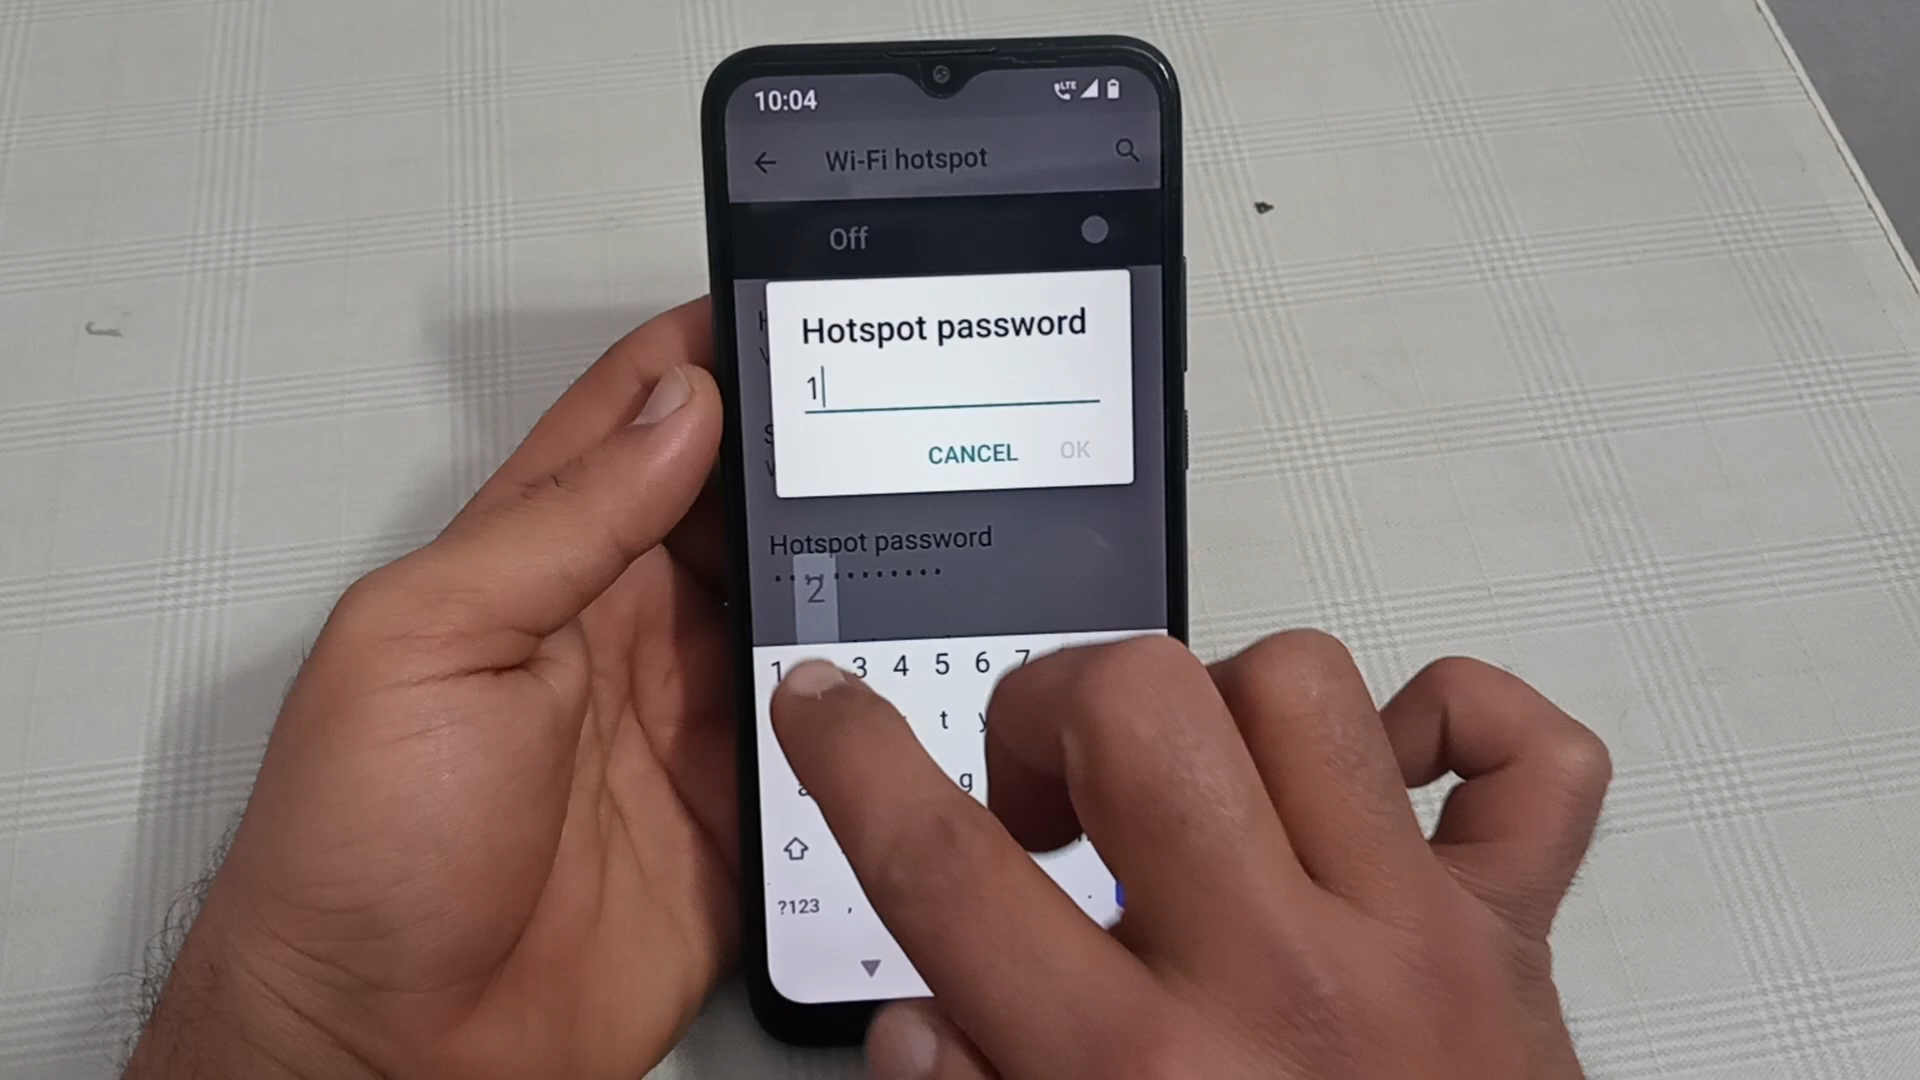 10:04 LTE
Wi-Fi hotspot
Off
Hotspot password
1
CANCEL OK
Hotspot password
2
1 3 4 5 6 7
t y
a g
?123 , .